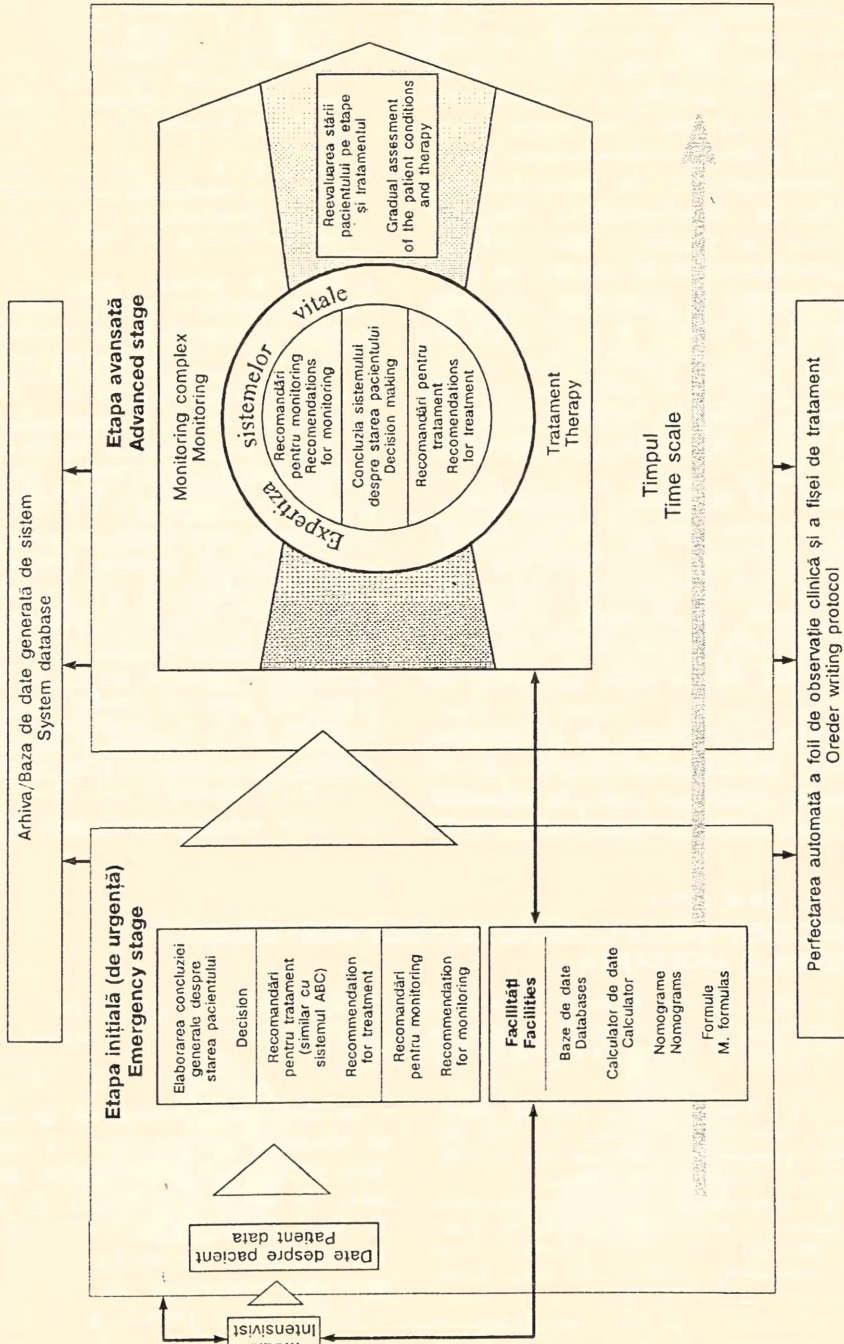 Arhiva/Baza de date generată de sistem
System database
Etapa inițială (de urgență)
Emergency stage
Intensivist
Date despre pacient
Patient data
Elaborarea concluziei
generale despre
starea pacientului
Decision
Recomandări
pentru tratament
(similar cu
sistemul ABC)
Recommendation
for treatment
Recomandări
pentru monitoring
Recommendation
for monitoring
Facilități
Facilities
Baze de date
Databases
Calculator de date
Calculator
Nomograme
Nomograms
Formule
M. formulas
Etapa avansată
Advanced stage
Monitoring complex
Monitoring
Expertiza sistemelor vitale
Recomandări
pentru monitoring
Recomendations
for monitoring
Concluzia sistemului
despre starea pacientului
Decision making
Recomandări pentru
tratament
Recomendations
for treatment
Reevaluarea stării
pacientului pe etape
și tratamentul
Gradual assesment
of the patient conditions
and therapy
Tratament
Therapy
Timpul
Time scale
Perfectarea automată a foii de observație clinică și a fișei de tratament
Oreder writing protocol